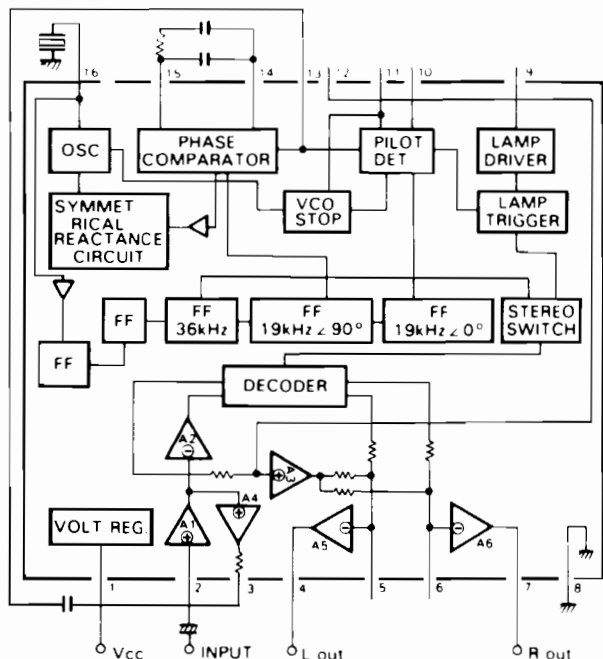 16 15 14 13 12 11 10 9
OSC
PHASE
COMPARATOR
PILOT
DET
LAMP
DRIVER
SYMMET
RICAL
REACTANCE
CIRCUIT
VCO
STOP
LAMP
TRIGGER
FF
FF
FF
36kHz
FF
19kHz∠90°
FF
19kHz∠0°
STEREO
SWITCH
DECODER
A2
A3
A4
VOLT REG.
A1
A5
A6
1 2 3 4 5 6 7 8
Vcc
INPUT
L out
R out